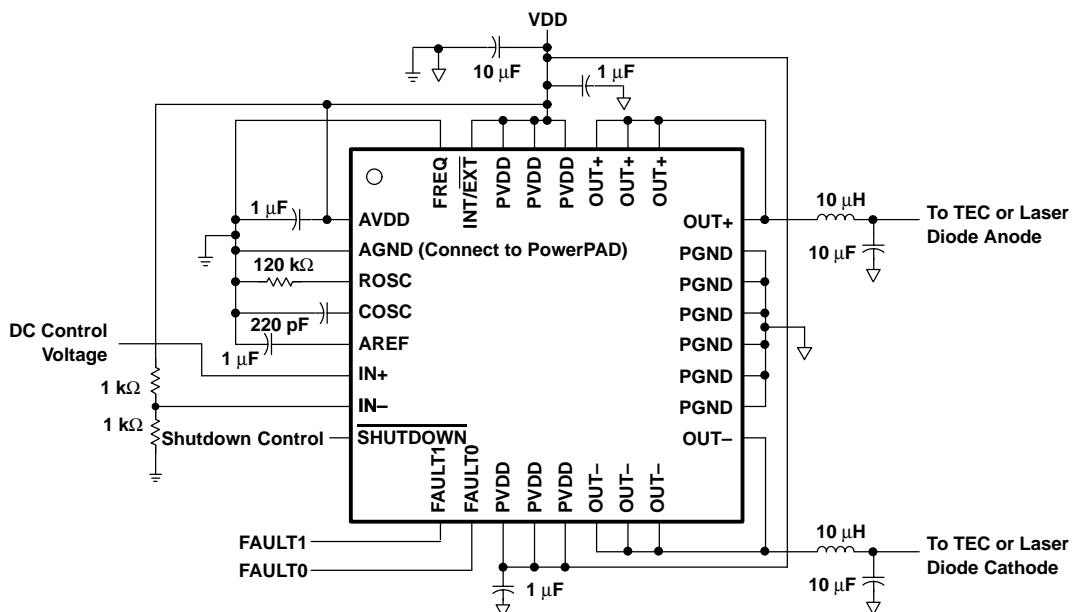 VDD
10 μF
1 μF
FREQ
INT/EXT
PVDD
PVDD
PVDD
OUT+
OUT+
OUT+
1 μF
AVDD
AGND (Connect to PowerPAD)
120 kΩ
ROSC
COSC
220 pF
AREF
1 μF
DC Control
Voltage
IN+
1 kΩ
IN–
1 kΩ
Shutdown Control
SHUTDOWN
OUT+
PGND
PGND
PGND
PGND
PGND
PGND
OUT–
10 μH
10 μF
To TEC or Laser
Diode Anode
FAULT1
FAULT0
PVDD
PVDD
PVDD
OUT–
OUT–
OUT–
FAULT1
FAULT0
1 μF
10 μH
10 μF
To TEC or Laser
Diode Cathode